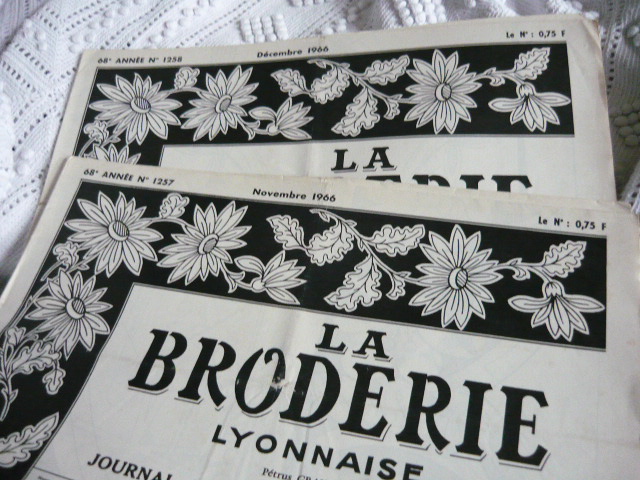 68e ANNÉE N° 1258 Décembre 1966 Le N° : 0,75 F
LA
68e ANNÉE N° 1257 Novembre 1966 Le N° : 0,75 F
LA
BRODERIE
LYONNAISE
JOURNAL
Pétrus